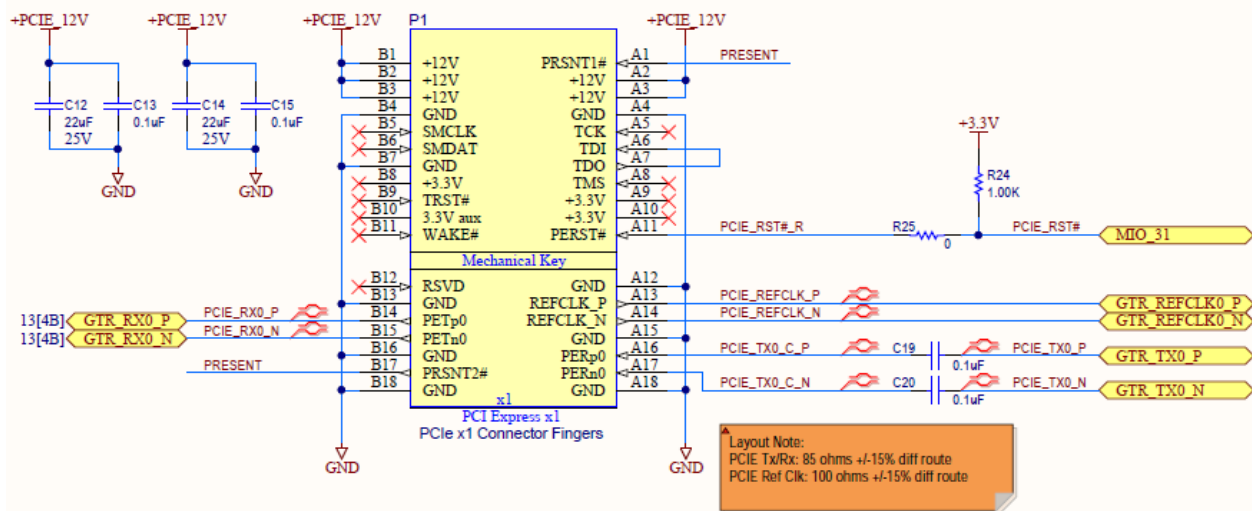 +PCIE_12V +PCIE_12V +PCIE_12V P1 +PCIE_12V
B1 +12V PRSNT1# A1 PRESENT
B2 +12V +12V A2
B3 +12V +12V A3
B4 GND GND A4
C12 C13 C14 C15 B5 SMCLK TCK A5
22uF 0.1uF 22uF 0.1uF B6 SMDAT TDI A6 +3.3V
25V 25V B7 GND TDO A7
GND GND B8 +3.3V TMS A8 R24
B9 TRST# +3.3V A9 1.00K
B10 3.3V aux +3.3V A10
B11 WAKE# PERST# A11 PCIE_RST#_R R25 0 PCIE_RST# MIO_31
Mechanical Key
B12 RSVD GND A12
B13 GND REFCLK_P A13 PCIE_REFCLK_P GTR_REFCLK0_P
13[4B] GTR_RX0_P PCIE_RX0_P B14 PETp0 REFCLK_N A14 PCIE_REFCLK_N GTR_REFCLK0_N
13[4B] GTR_RX0_N PCIE_RX0_N B15 PETn0 GND A15
B16 GND PERp0 A16 PCIE_TX0_C_P C19 0.1uF PCIE_TX0_P GTR_TX0_P
PRESENT B17 PRSNT2# PERn0 A17
B18 GND GND A18 PCIE_TX0_C_N C20 0.1uF PCIE_TX0_N GTR_TX0_N
x1
PCI Express x1
PCIe x1 Connector Fingers
GND GND
Layout Note:
PCIE Tx/Rx: 85 ohms +/-15% diff route
PCIE Ref Clk: 100 ohms +/-15% diff route